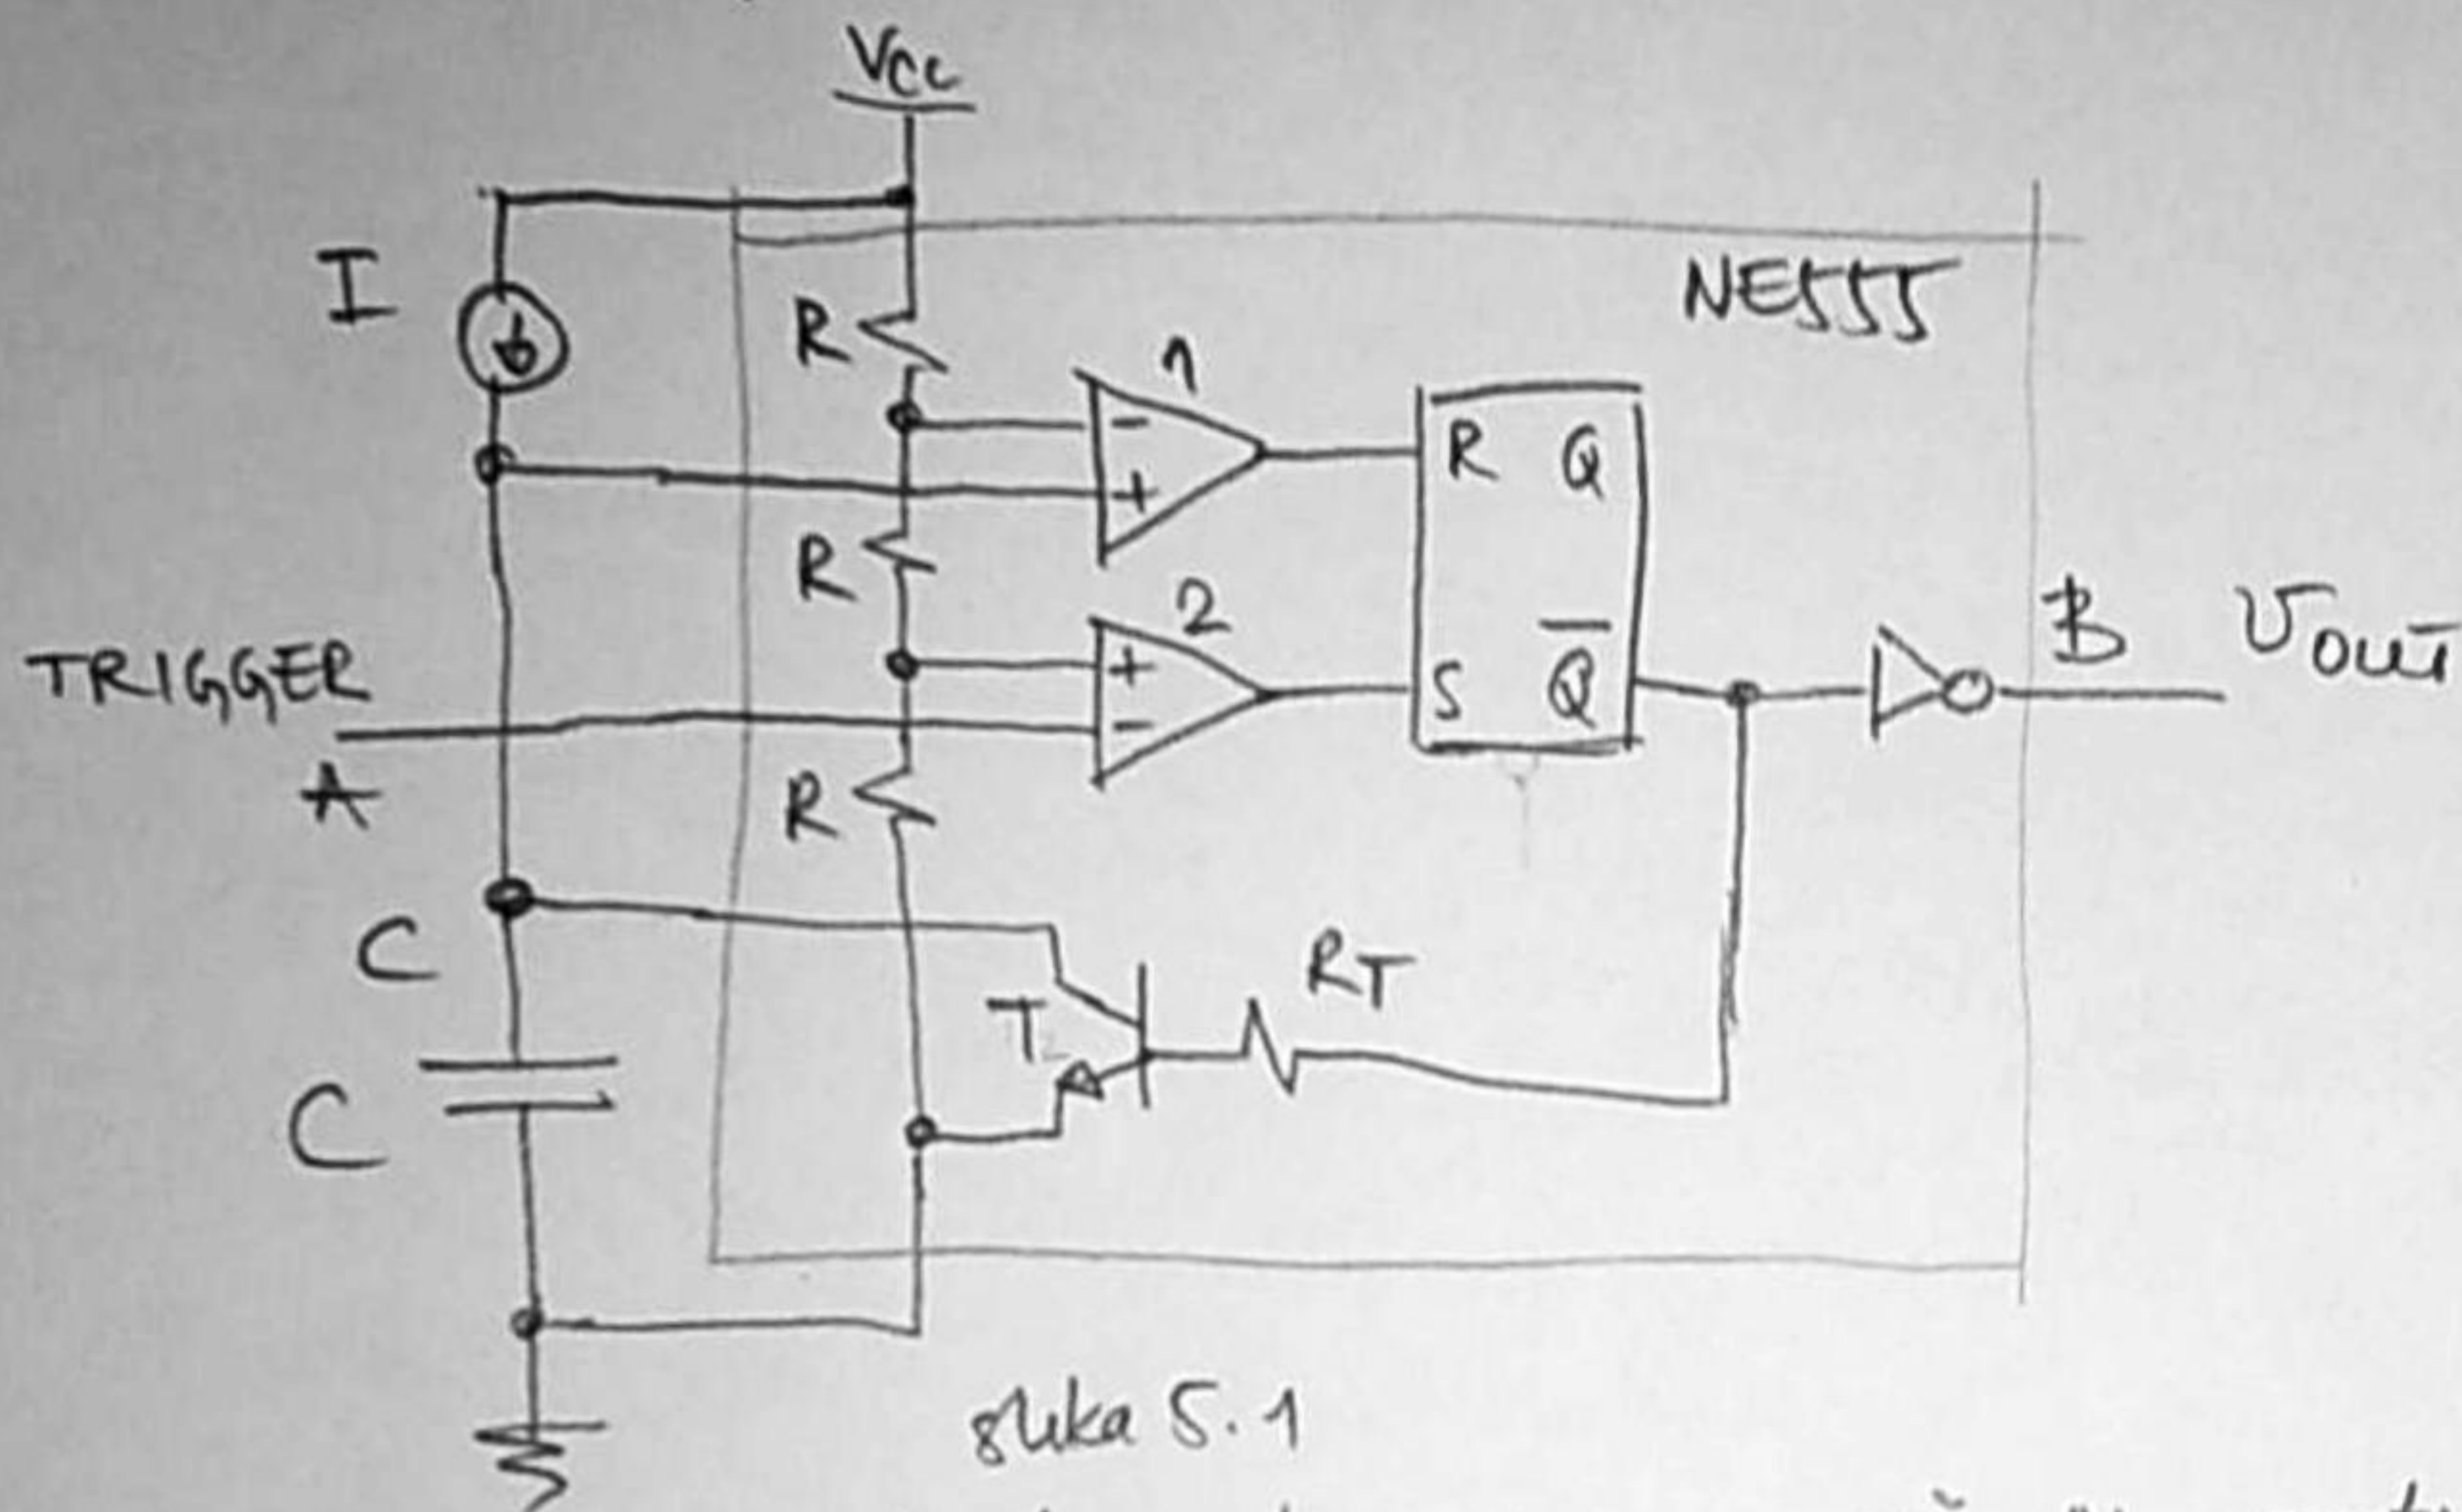 Vcc
I
NE555
R
1
-
+
R Q
R
2
+
-
S Q̅
B Vout
TRIGGER
A
R
C
T
RT
C
slika 5.1